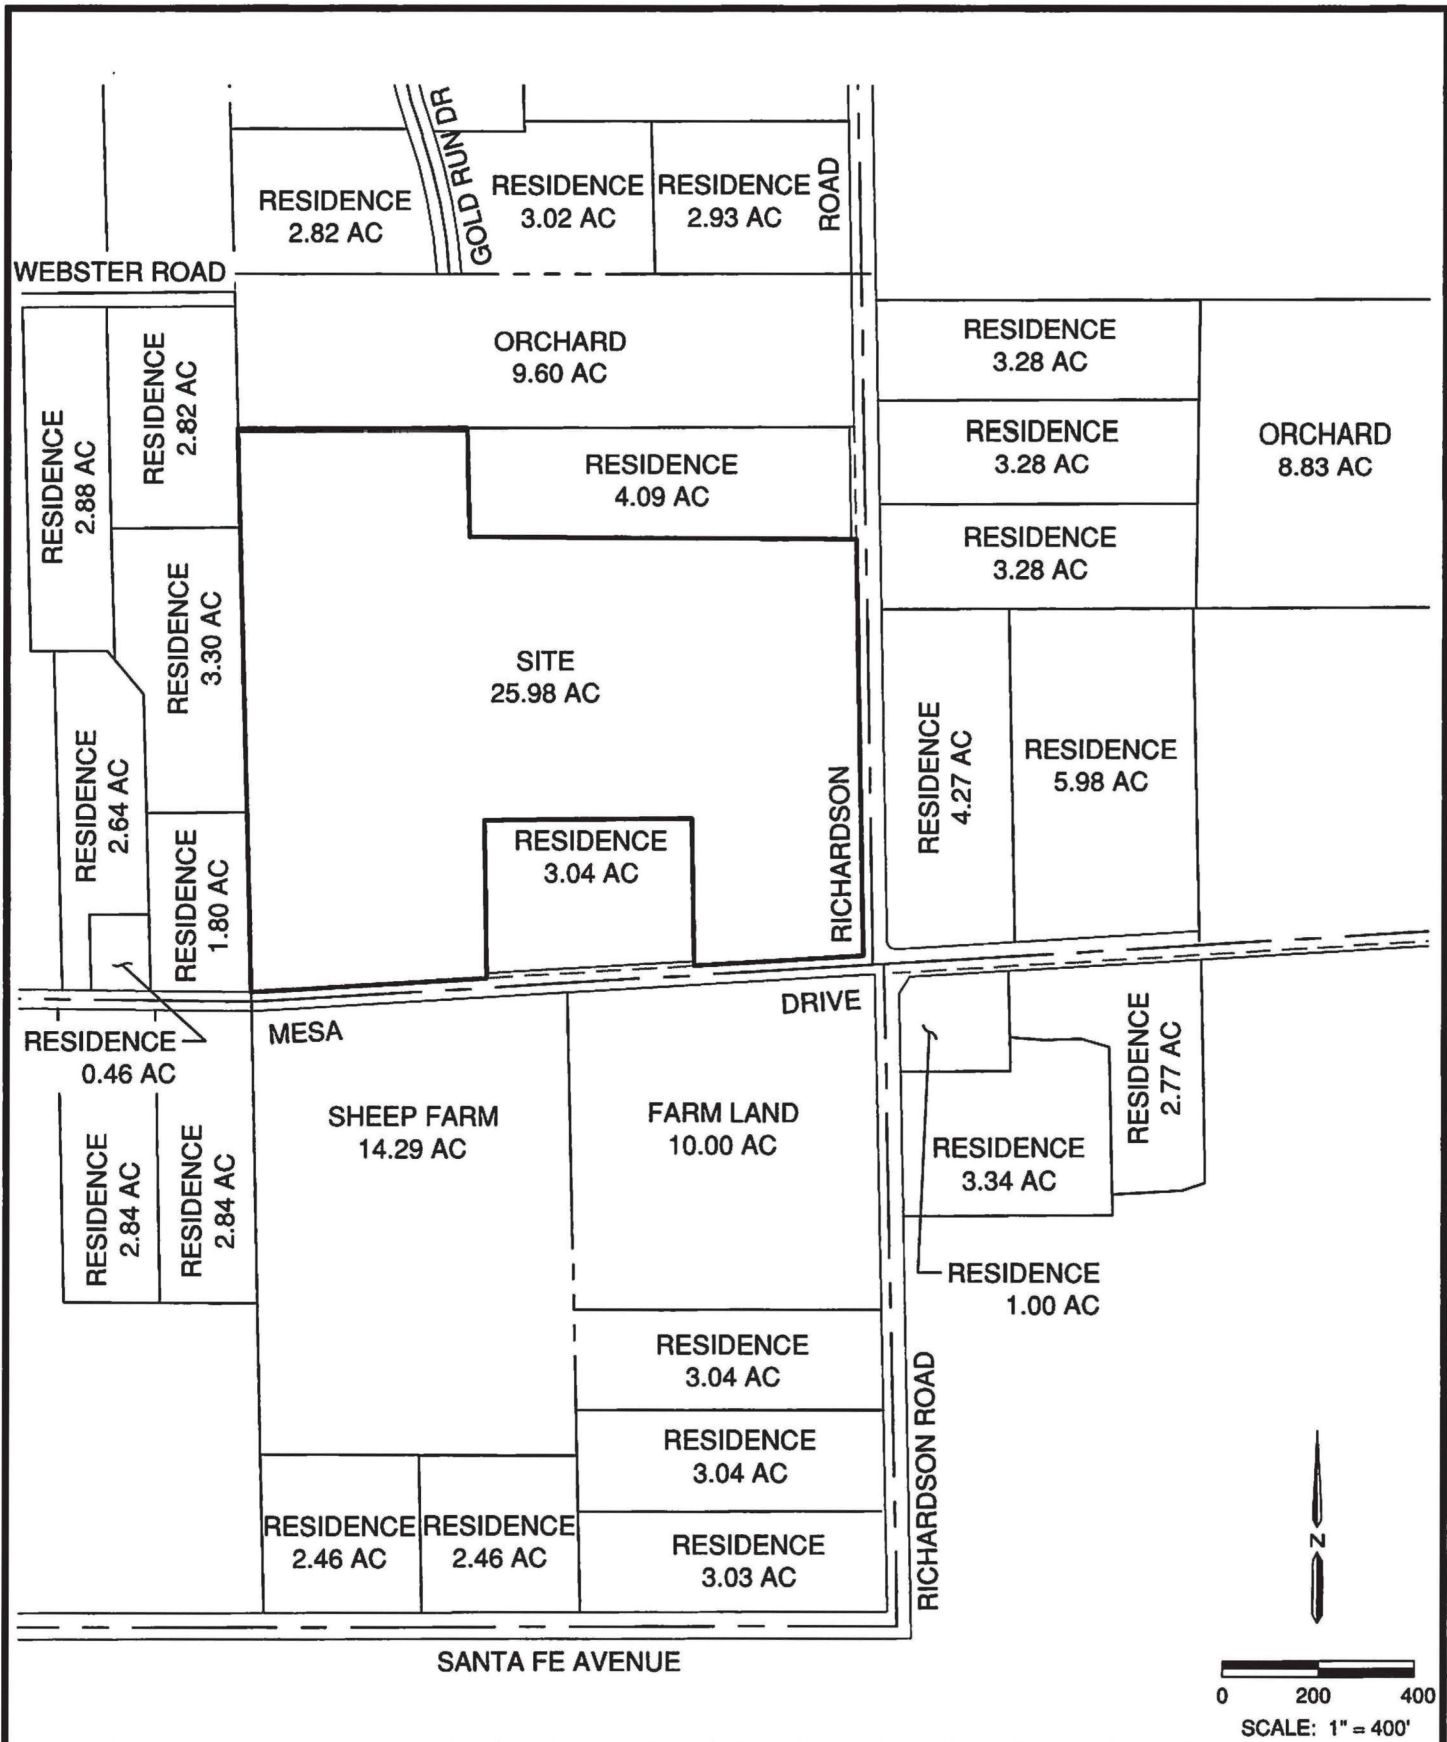 GOLD RUN DR
RESIDENCE
2.82 AC
RESIDENCE
3.02 AC
RESIDENCE
2.93 AC
ROAD
WEBSTER ROAD
ORCHARD
9.60 AC
RESIDENCE
3.28 AC
RESIDENCE
2.88 AC
RESIDENCE
2.82 AC
RESIDENCE
4.09 AC
RESIDENCE
3.28 AC
ORCHARD
8.83 AC
RESIDENCE
3.28 AC
RESIDENCE
3.30 AC
SITE
25.98 AC
RESIDENCE
2.64 AC
RESIDENCE
4.27 AC
RESIDENCE
5.98 AC
RESIDENCE
1.80 AC
RESIDENCE
3.04 AC
RICHARDSON
DRIVE
MESA
RESIDENCE
0.46 AC
RESIDENCE
2.77 AC
SHEEP FARM
14.29 AC
FARM LAND
10.00 AC
RESIDENCE
3.34 AC
RESIDENCE
2.84 AC
RESIDENCE
2.84 AC
RESIDENCE
1.00 AC
RESIDENCE
3.04 AC
RESIDENCE
3.04 AC
RICHARDSON ROAD
RESIDENCE
2.46 AC
RESIDENCE
2.46 AC
RESIDENCE
3.03 AC
N
SANTA FE AVENUE
0 200 400
SCALE: 1" = 400'